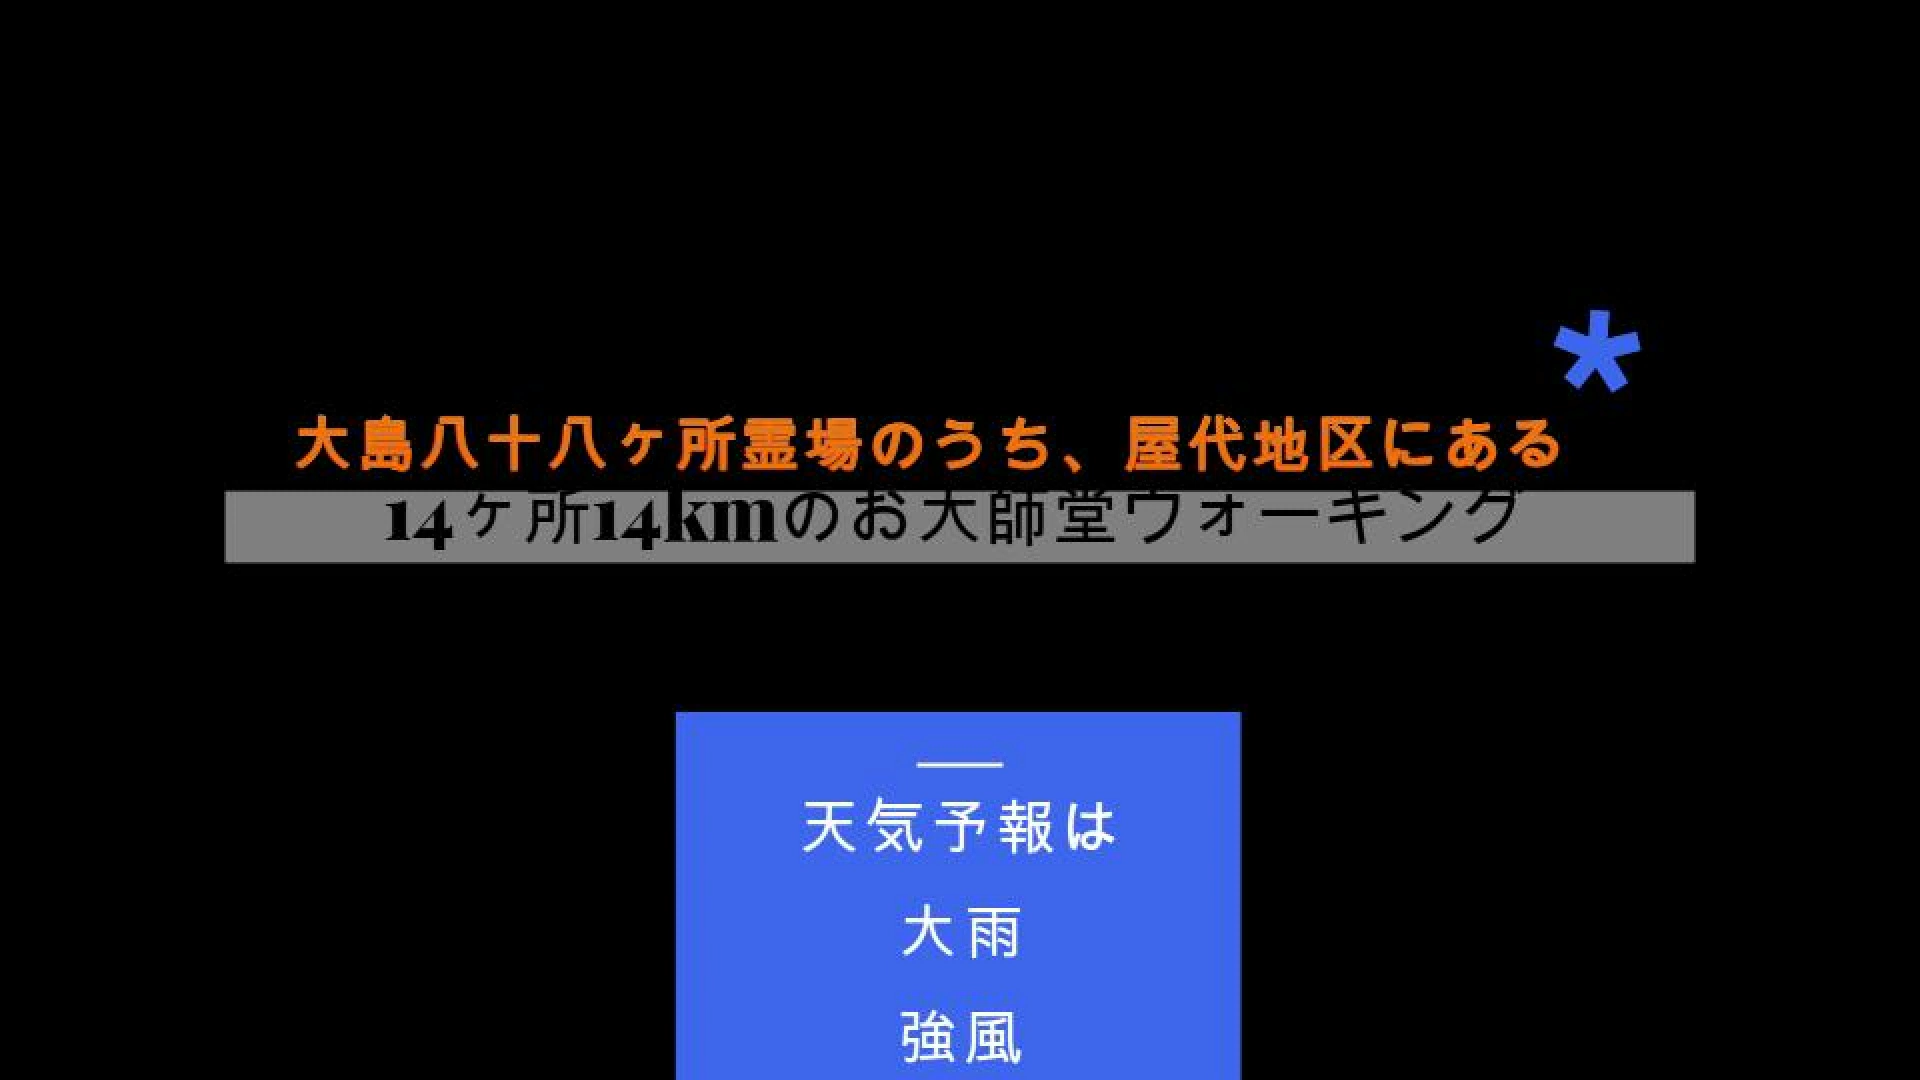 大島八十八ヶ所霊場のうち、屋代地区にある
14ヶ所14kmのお大師堂ウォーキング
天気予報は
大雨
強風